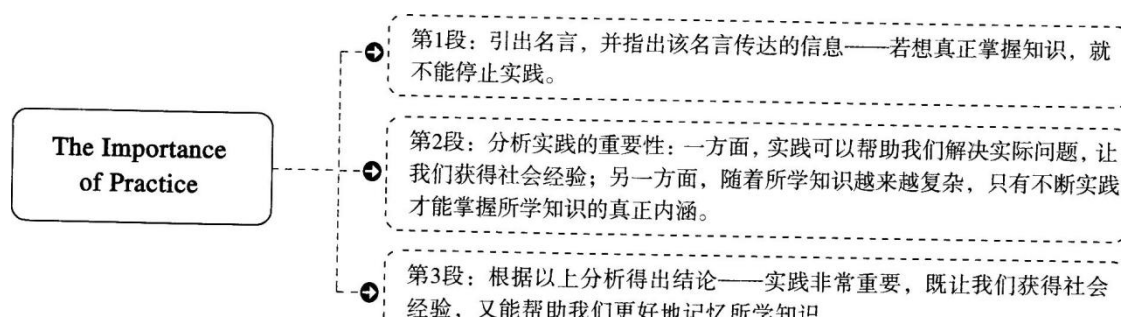 The Importance
of Practice
第1段：引出名言，并指出该名言传达的信息——若想真正掌握知识，就
不能停止实践。
第2段：分析实践的重要性：一方面，实践可以帮助我们解决实际问题，让
我们获得社会经验；另一方面，随着所学知识越来越复杂，只有不断实践
才能掌握所学知识的真正内涵。
第3段：根据以上分析得出结论——实践非常重要，既让我们获得社会
经验，又能帮助我们更好地记忆所学知识